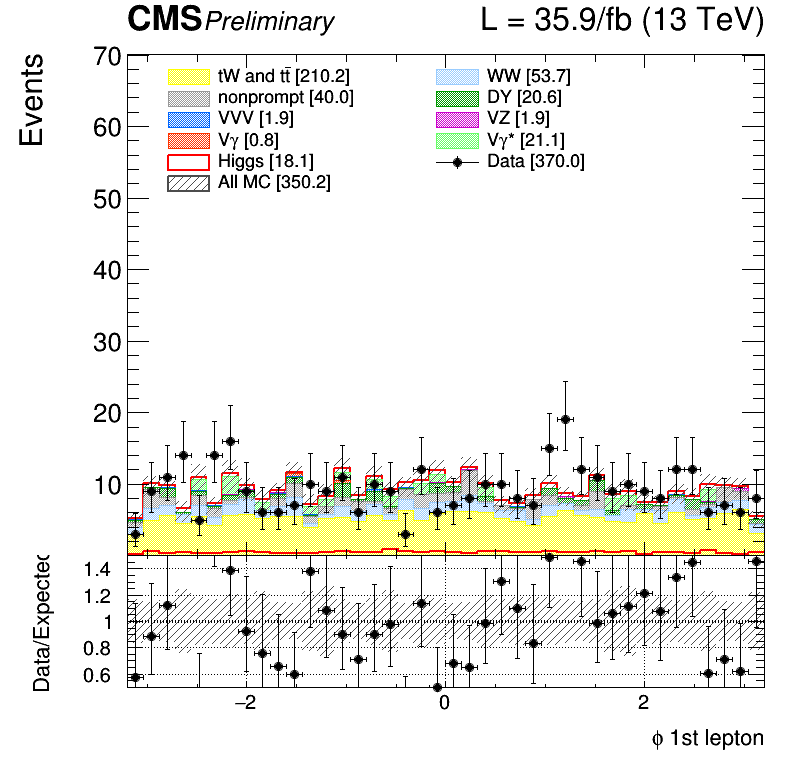 CMS Preliminary L = 35.9/fb (13 TeV)
Events
70
60
50
40
30
20
10
tW and tt̄ [210.2]
nonprompt [40.0]
VVV [1.9]
Vγ [0.8]
Higgs [18.1]
All MC [350.2]
WW [53.7]
DY [20.6]
VZ [1.9]
Vγ* [21.1]
Data [370.0]
Data/Expected
1.4
1.2
1
0.8
0.6
−2 0 2
ϕ 1st lepton